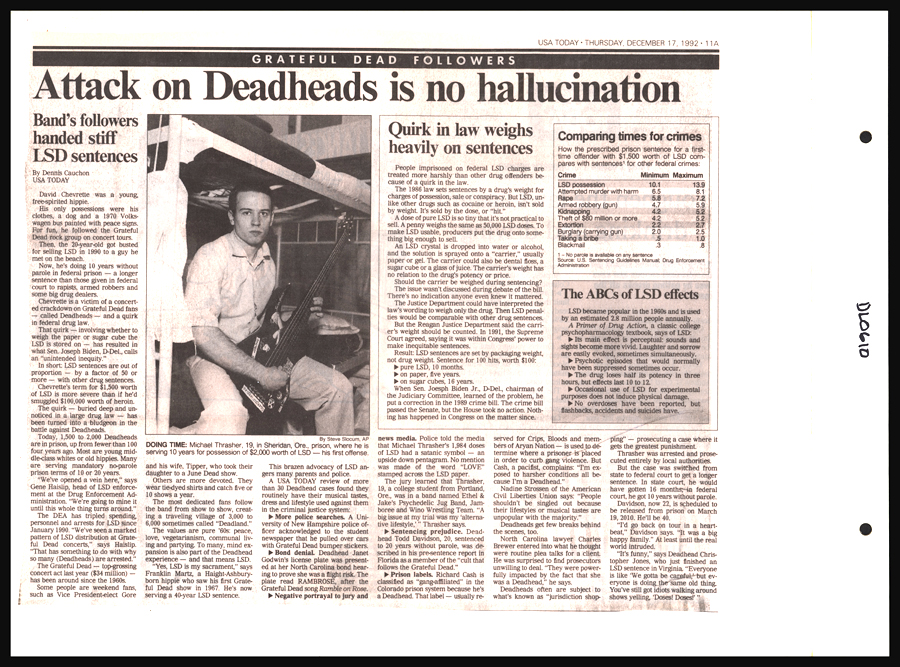 USA TODAY · THURSDAY, DECEMBER 17, 1992 · 11A
GRATEFUL DEAD FOLLOWERS
Attack on Deadheads is no hallucination
Band's followers
handed stiff
LSD sentences
By Dennis Cauchon
USA TODAY
David Chevrette was a young,
free-spirited hippie.
His only possessions were his
clothes, a dog and a 1970 Volks-
wagen bus painted with peace signs.
For fun, he followed the Grateful
Dead rock group on concert tours.
Then, the 20-year-old got busted
for selling LSD in 1990 to a guy he
met on the beach.
Now, he's doing 10 years without
parole in federal prison — a longer
sentence than those given in federal
court to rapists, armed robbers and
some big drug dealers.
Chevrette is a victim of a concert-
ed crackdown on Grateful Dead fans
— called Deadheads — and a quirk
in federal drug law.
That quirk — involving whether to
weigh the paper or sugar cube the
LSD is stored on — has resulted in
what Sen. Joseph Biden, D-Del., calls
an "unintended inequity."
In short: LSD sentences are out of
proportion — by a factor of 50 or
more — with other drug sentences.
Chevrette's term for $1,500 worth
of LSD is more severe than if he'd
smuggled $100,000 worth of heroin.
The quirk — buried deep and un-
noticed in a large drug law — has
been turned into a bludgeon in the
battle against Deadheads.
Today, 1,500 to 2,000 Deadheads
are in prison, up from fewer than 100
four years ago. Most are young mid-
dle-class whites or old hippies. Many
are serving mandatory no-parole
prison terms of 10 or 20 years.
"We've opened a vein here," says
Gene Haislip, head of LSD enforce-
ment at the Drug Enforcement Ad-
ministration. "We're going to mine it
until this whole thing turns around."
The DEA has tripled spending,
personnel and arrests for LSD since
January 1990. "We've seen a marked
pattern of LSD distribution at Grate-
ful Dead concerts," says Haislip.
"That has something to do with why
so many (Deadheads) are arrested."
The Grateful Dead — top-grossing
concert act last year ($34 million) —
has been around since the 1960s.
Some people are weekend fans,
such as Vice President-elect Gore
DOING TIME: Michael Thrasher, 19, in Sheridan, Ore., prison, where he is
serving 10 years for possession of $2,000 worth of LSD — his first offense.
By Steve Slocum, AP
and his wife, Tipper, who took their
daughter to a June Dead show.
Others are more devoted. They
wear tie-dyed shirts and catch five or
10 shows a year.
The most dedicated fans follow
the band from show to show, creat-
ing a traveling village of 3,000 to
6,000 sometimes called "Deadland."
The values are pure '60s: peace,
love, vegetarianism, communal liv-
ing and partying. To many, mind ex-
pansion is also part of the Deadhead
experience — and that means LSD.
"Yes, LSD is my sacrament," says
Franklin Martz, a Haight-Ashbury-
born hippie who saw his first Grate-
ful Dead show in 1967. He's now
serving a 40-year LSD sentence.
This brazen advocacy of LSD an-
gers many parents and police.
A USA TODAY review of more
than 30 Deadhead cases found they
routinely have their musical tastes,
dress and lifestyle used against them
in the criminal justice system.
▶ More police searches. A Uni-
versity of New Hampshire police of-
ficer acknowledged to the student
newspaper that he pulled over cars
with Grateful Dead bumper stickers.
▶ Bond denial. Deadhead Jane
Godwin's license plate was present-
ed at her North Carolina bond hear-
ing to prove she was a flight risk. The
plate read RAMBROSE, after the
Grateful Dead song Ramble on Rose.
▶ Negative portrayal to jury and
Quirk in law weighs
heavily on sentences
People imprisoned on federal LSD charges are
treated more harshly than other drug offenders be-
cause of a quirk in the law.
The 1986 law sets sentences by a drug's weight for
charges of possession, sale or conspiracy. But LSD, un-
like other drugs such as cocaine or heroin, isn't sold
by weight. It's sold by the dose, or "hit."
A dose of pure LSD is so tiny that it's not practical to
sell. A penny weighs the same as 50,000 LSD doses. To
make LSD usable, producers put the drug onto some-
thing big enough to sell.
An LSD crystal is dropped into water or alcohol,
and the solution is sprayed onto a "carrier," usually
paper or gel. The carrier could also be dental floss, a
sugar cube or a glass of juice. The carrier's weight has
no relation to the drug's potency or price.
Should the carrier be weighed during sentencing?
The issue wasn't discussed during debate of the bill.
There's no indication anyone even knew it mattered.
The Justice Department could have interpreted the
law's wording to weigh only the drug. Then LSD penal-
ties would be comparable with other drug sentences.
But the Reagan Justice Department said the carri-
er's weight should be counted. In 1991, the Supreme
Court agreed, saying it was within Congress' power to
make inequitable sentences.
Result: LSD sentences are set by packaging weight,
not drug weight. Sentence for 100 hits, worth $100:
▶ pure LSD, 10 months.
▶ on paper, five years.
▶ on sugar cubes, 16 years.
When Sen. Joseph Biden Jr., D-Del., chairman of
the Judiciary Committee, learned of the problem, he
put a correction in the 1989 crime bill. The crime bill
passed the Senate, but the House took no action. Noth-
ing has happened in Congress on the matter since.
Comparing times for crimes
How the prescribed prison sentence for a first-
time offender with $1,500 worth of LSD com-
pares with sentences¹ for other federal crimes:
Crime Minimum Maximum
LSD possession 10.1 13.9
Attempted murder with harm 6.5 8.1
Rape 5.8 7.2
Armed robbery (gun) 4.7 5.9
Kidnapping 4.2 5.2
Theft of $80 million or more 4.2 5.2
Extortion 2.2 2.7
Burglary (carrying gun) 2.0 2.5
Taking a bribe .5 1.0
Blackmail .3 .8
1 – No parole is available on any sentence
Source: U.S. Sentencing Guidelines Manual; Drug Enforcement
Administration
The ABCs of LSD effects
LSD became popular in the 1960s and is used
by an estimated 2.8 million people annually.
A Primer of Drug Action, a classic college
psychopharmacology textbook, says of LSD:
▶ Its main effect is perceptual: sounds and
sights become more vivid. Laughter and sorrow
are easily evoked, sometimes simultaneously.
▶ Psychotic episodes that would normally
have been suppressed sometimes occur.
▶ The drug loses half its potency in three
hours, but effects last 10 to 12.
▶ Occasional use of LSD for experimental
purposes does not induce physical damage.
▶ No overdoses have been reported, but
flashbacks, accidents and suicides have.
news media. Police told the media
that Michael Thrasher's 1,984 doses
of LSD had a satanic symbol — an
upside down pentagram. No mention
was made of the word "LOVE"
stamped across the LSD paper.
The jury learned that Thrasher,
19, a college student from Portland,
Ore., was in a band named Ethel &
Jake's Psychedelic Jug Band, Jam-
boree and Wino Wrestling Team. "A
big issue at my trial was my 'alterna-
tive lifestyle,' " Thrasher says.
▶ Sentencing prejudice. Dead-
head Todd Davidson, 20, sentenced
to 20 years without parole, was de-
scribed in his pre-sentence report in
Florida as a member of the "cult that
follows the Grateful Dead."
▶ Prison labels. Richard Cash is
classified as "gang-affiliated" in the
Colorado prison system because he's
a Deadhead. That label — usually re-
served for Crips, Bloods and mem-
bers of Aryan Nation — is used to de-
termine where a prisoner is placed
in order to curb gang violence. But
Cash, a pacifist, complains: "I'm ex-
posed to harsher conditions all be-
cause I'm a Deadhead."
Nadine Strossen of the American
Civil Liberties Union says: "People
shouldn't be singled out because
their lifestyles or musical tastes are
unpopular with the majority."
Deadheads get few breaks behind
the scenes, too.
North Carolina lawyer Charles
Brewer entered into what he thought
were routine plea talks for a client.
He was surprised to find prosecutors
unwilling to deal. "They were power-
fully impacted by the fact that she
was a Deadhead," he says.
Deadheads often are subject to
what's known as "jurisdiction shop-
ping" — prosecuting a case where it
gets the greatest punishment.
Thrasher was arrested and prose-
cuted entirely by local authorities.
But the case was switched from
state to federal court to get a longer
sentence. In state court, he would
have gotten 16 months; in federal
court, he got 10 years without parole.
Davidson, now 22, is scheduled to
be released from prison on March
2010. He'll be 40.
"I'd go back on tour in a heart-
beat," Davidson says. "It was a big
happy family." At least until the real
world intruded.
"It's funny," says Deadhead Chris-
topher Jones, who just finished an
LSD sentence in Virginia. "Everyone
is like 'We gotta be careful,' but ev-
eryone is doing the same old thing.
You've still got idiots walking around
shows yelling, 'Doses! Doses!' "
DLO610